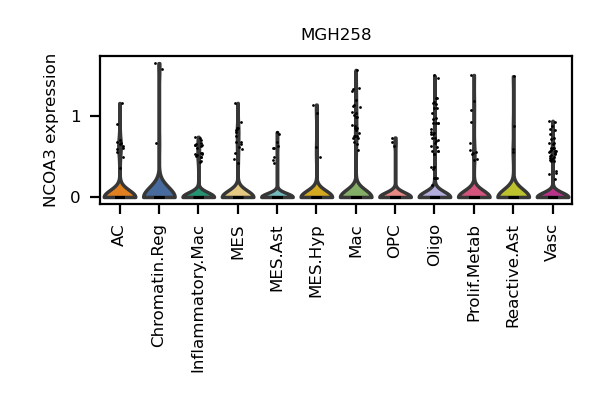 MGH258
NCOA3 expression
1
0
AC
Chromatin.Reg
Inflammatory.Mac
MES
MES.Ast
MES.Hyp
Mac
OPC
Oligo
Prolif.Metab
Reactive.Ast
Vasc